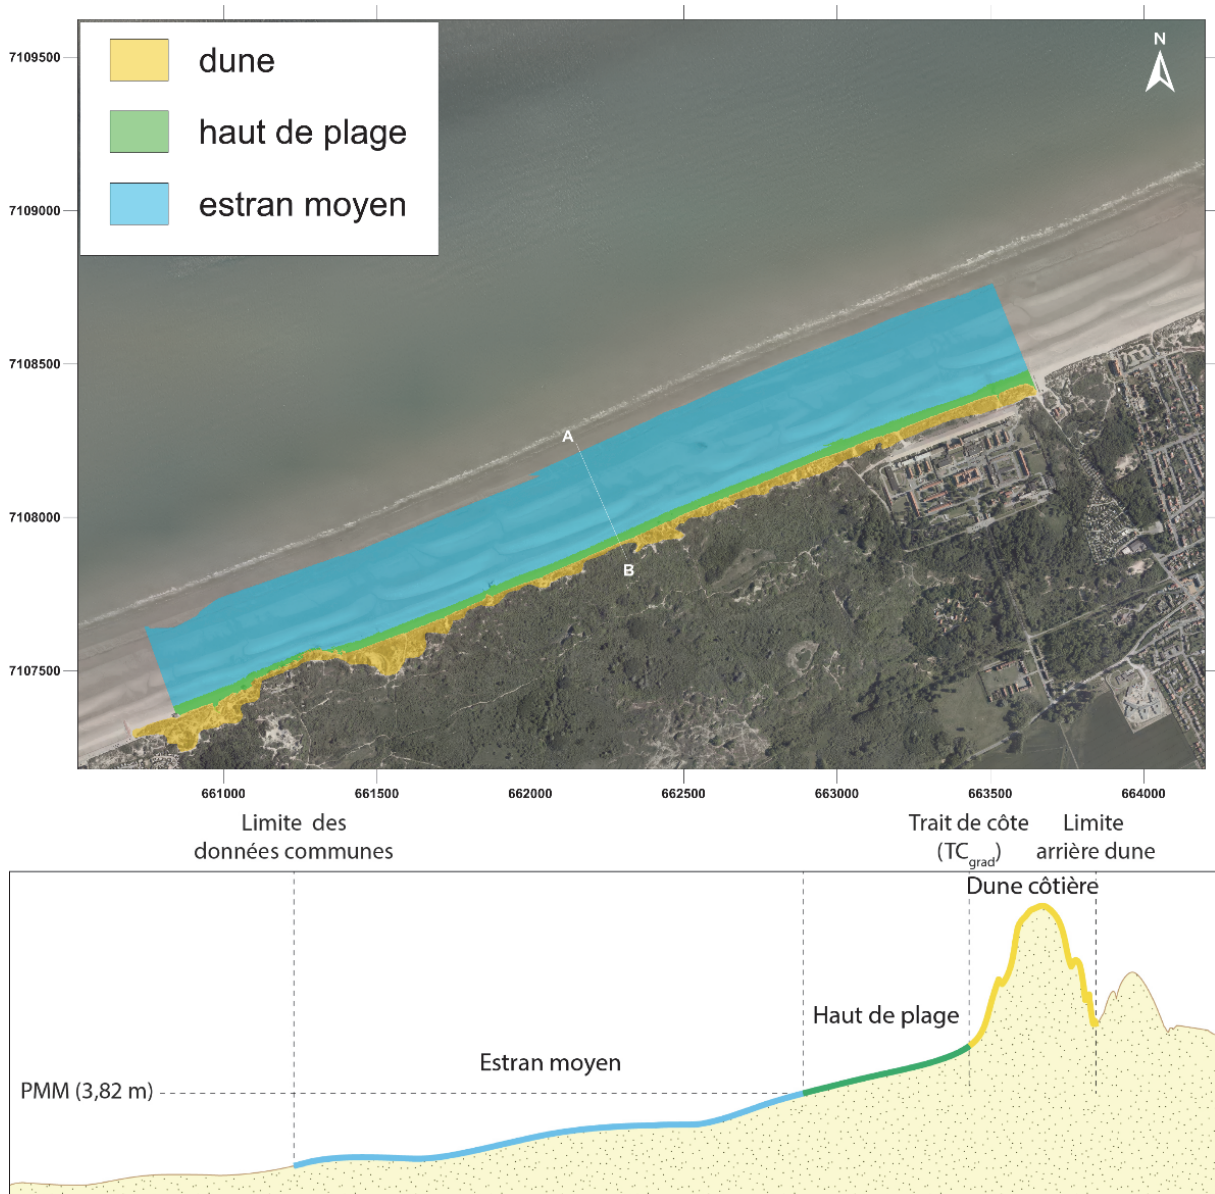 7109500
7109000
7108500
7108000
7107500
dune
haut de plage
estran moyen
N
A
B
661000
661500
662000
662500
663000
663500
664000
Limite des
données communes
Trait de côte
(TCgrad)
Limite
arrière dune
Dune côtière
Haut de plage
Estran moyen
PMM (3,82 m)